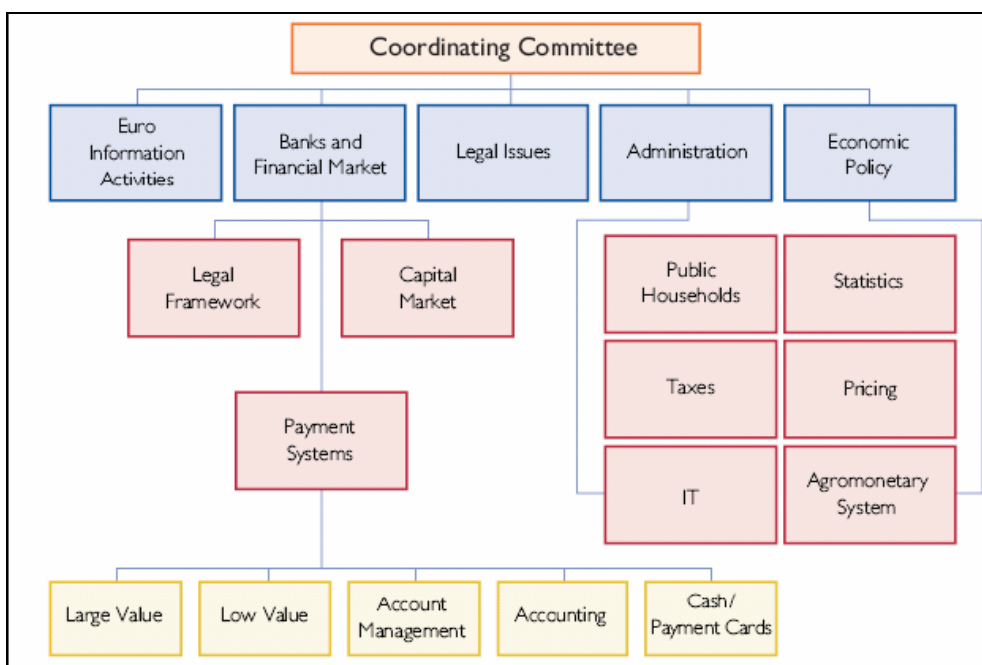 Coordinating Committee
Euro
Information
Activities
Banks and
Financial Market
Legal Issues
Administration
Economic
Policy
Legal
Framework
Capital
Market
Public
Households
Statistics
Taxes
Pricing
Payment
Systems
IT
Agromonetary
System
Large Value
Low Value
Account
Management
Accounting
Cash/
Payment Cards